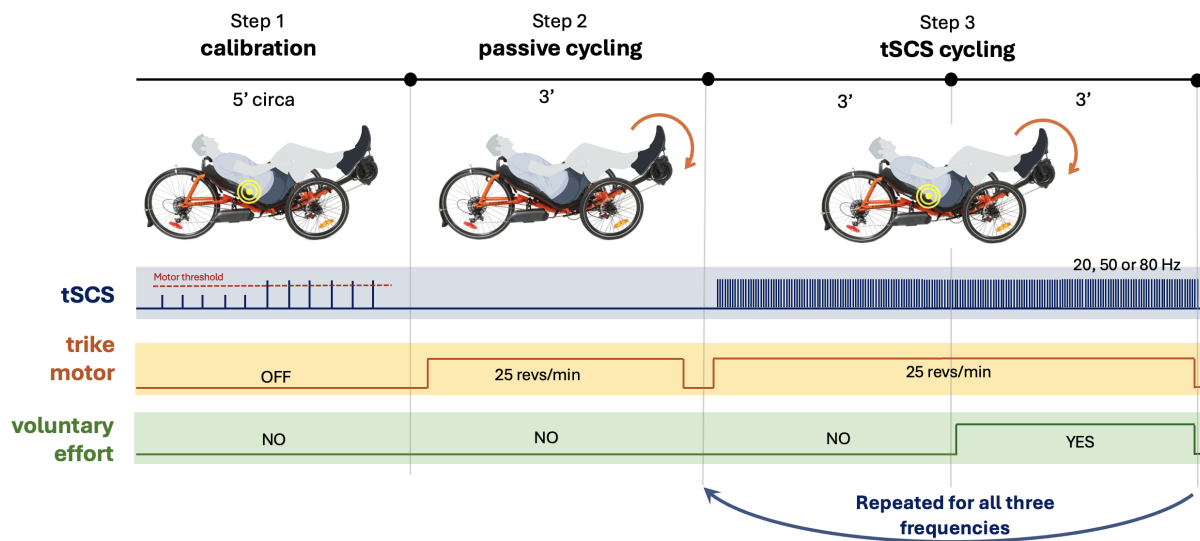 Step 1
calibration
Step 2
passive cycling
Step 3
tSCS cycling
5’ circa
3’
3’
3’
tSCS
Motor threshold
20, 50 or 80 Hz
trike
motor
OFF
25 revs/min
25 revs/min
voluntary
effort
NO
NO
NO
YES
Repeated for all three
frequencies